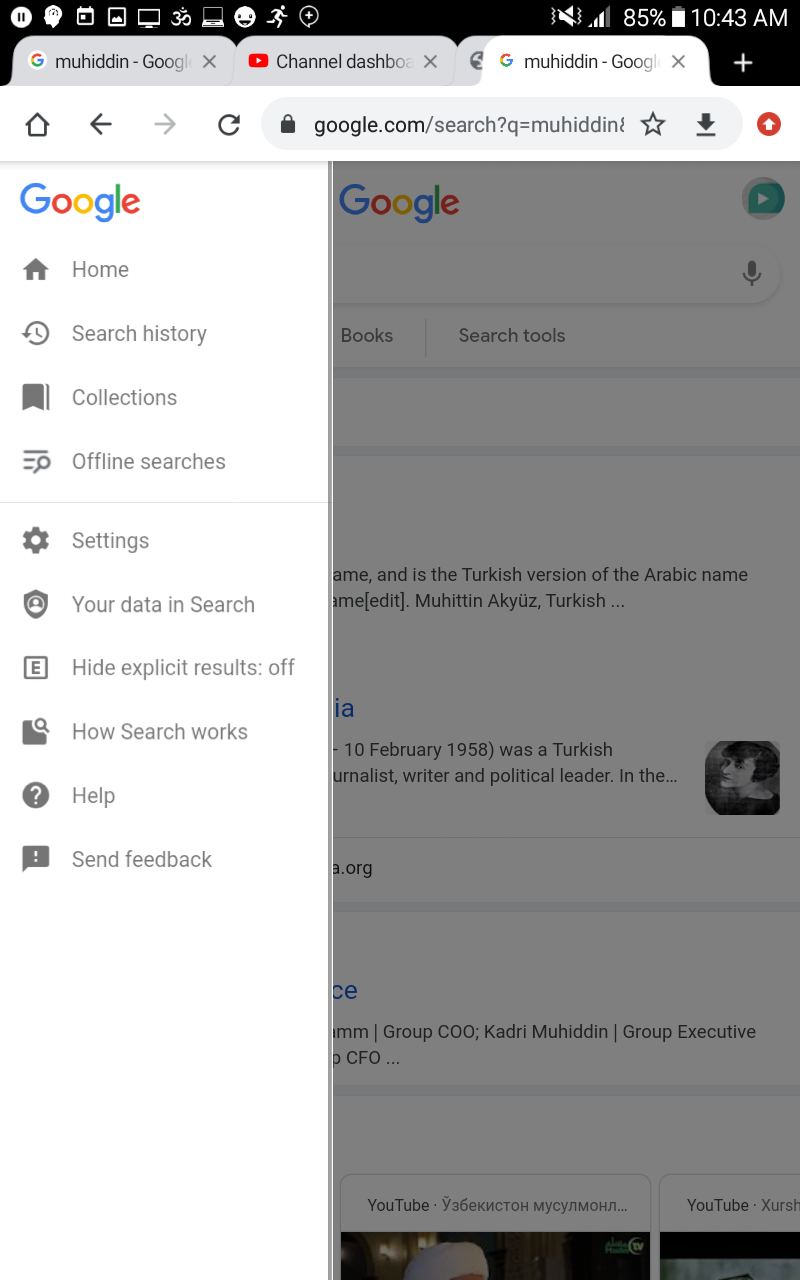 85% 10:43 AM
muhiddin - Googl
Channel dashboa
muhiddin - Googl
google.com/search?q=muhiddin&
Google
Google
Home
Search history
Books
Search tools
Collections
Offline searches
Settings
ame, and is the Turkish version of the Arabic name
Your data in Search
ame[edit]. Muhittin Akyüz, Turkish ...
E
Hide explicit results: off
ia
How Search works
- 10 February 1958) was a Turkish
urnalist, writer and political leader. In the...
Help
Send feedback
a.org
ce
amm | Group COO; Kadri Muhiddin | Group Executive
p CFO ...
YouTube · Ўзбекистон мусулмонл...
YouTube · Xursh